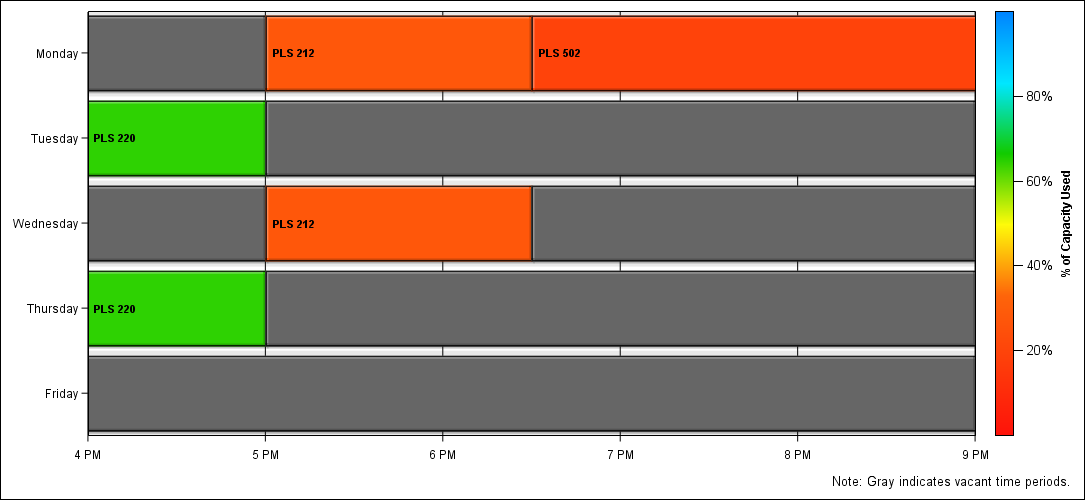 Monday
PLS 212
PLS 502
Tuesday
PLS 220
Wednesday
PLS 212
Thursday
PLS 220
Friday
4 PM
5 PM
6 PM
7 PM
8 PM
9 PM
80%
60%
40%
20%
% of Capacity Used
Note: Gray indicates vacant time periods.